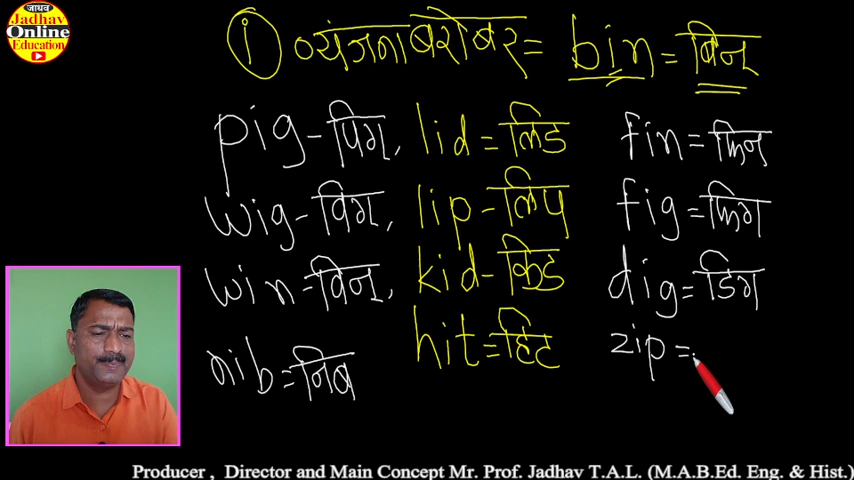 जाधव
Jadhav
Online
Education
i व्यंजनाबरोबर = bin = बिन
pig - पिग, lid = लिड fin = फिन
wig - विग, lip - लिप fig = फिग
win - विन, kid - किड dig = डिग
nib = निब hit = हिट zip =
Producer , Director and Main Concept Mr. Prof. Jadhav T.A.L. (M.A.B.Ed. Eng. & Hist.)